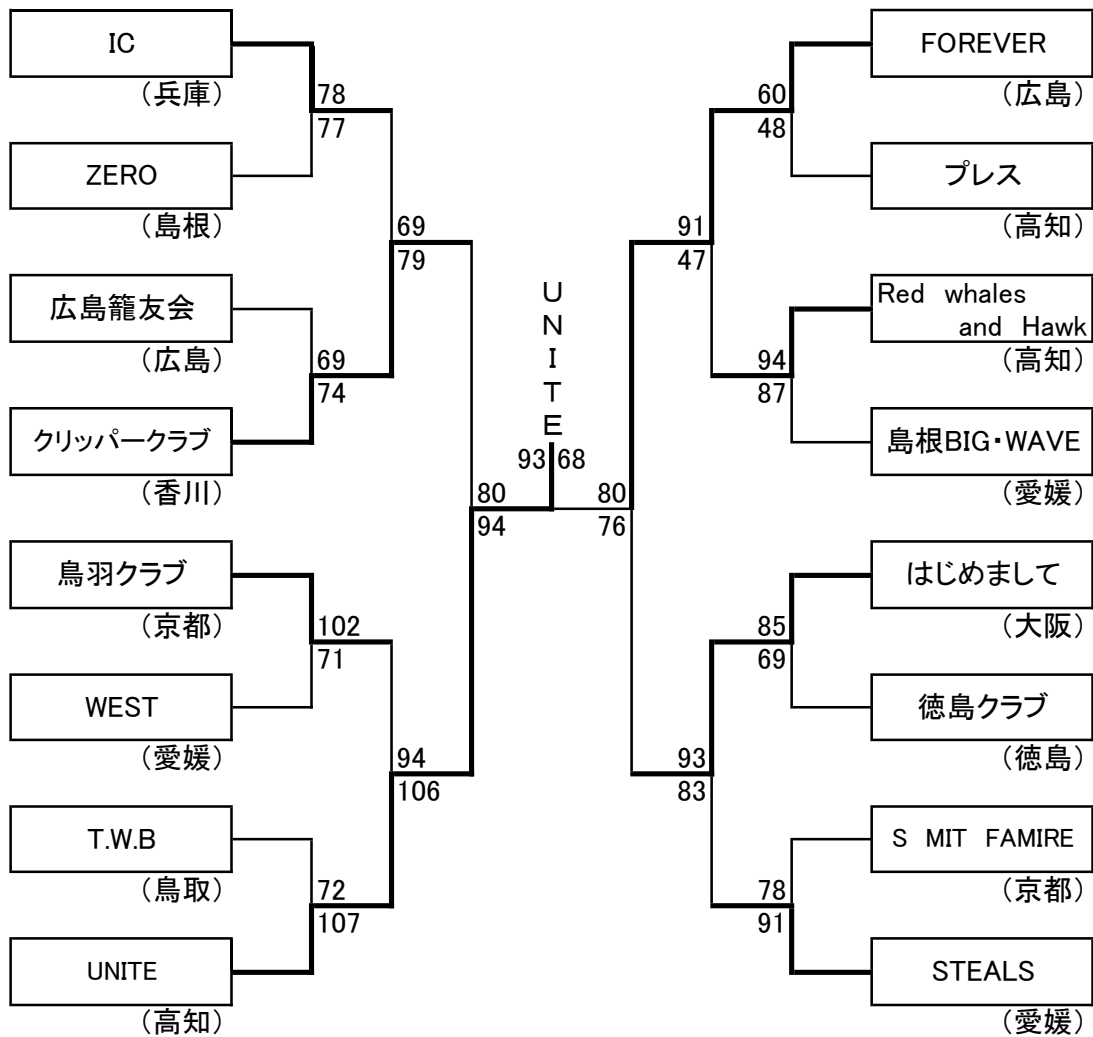 IC
(兵庫)
78
77
ZERO
(島根)
69
79
広島籠友会
(広島)
69
74
クリッパークラブ
(香川)
80
94
鳥羽クラブ
(京都)
102
71
WEST
(愛媛)
94
106
T.W.B
(鳥取)
72
107
UNITE
(高知)
UNITE
93 68
FOREVER
(広島)
60
48
プレス
(高知)
91
47
Red whales
and Hawk
(高知)
94
87
島根BIG・WAVE
(愛媛)
80
76
はじめまして
(大阪)
85
69
徳島クラブ
(徳島)
93
83
S MIT FAMIRE
(京都)
78
91
STEALS
(愛媛)